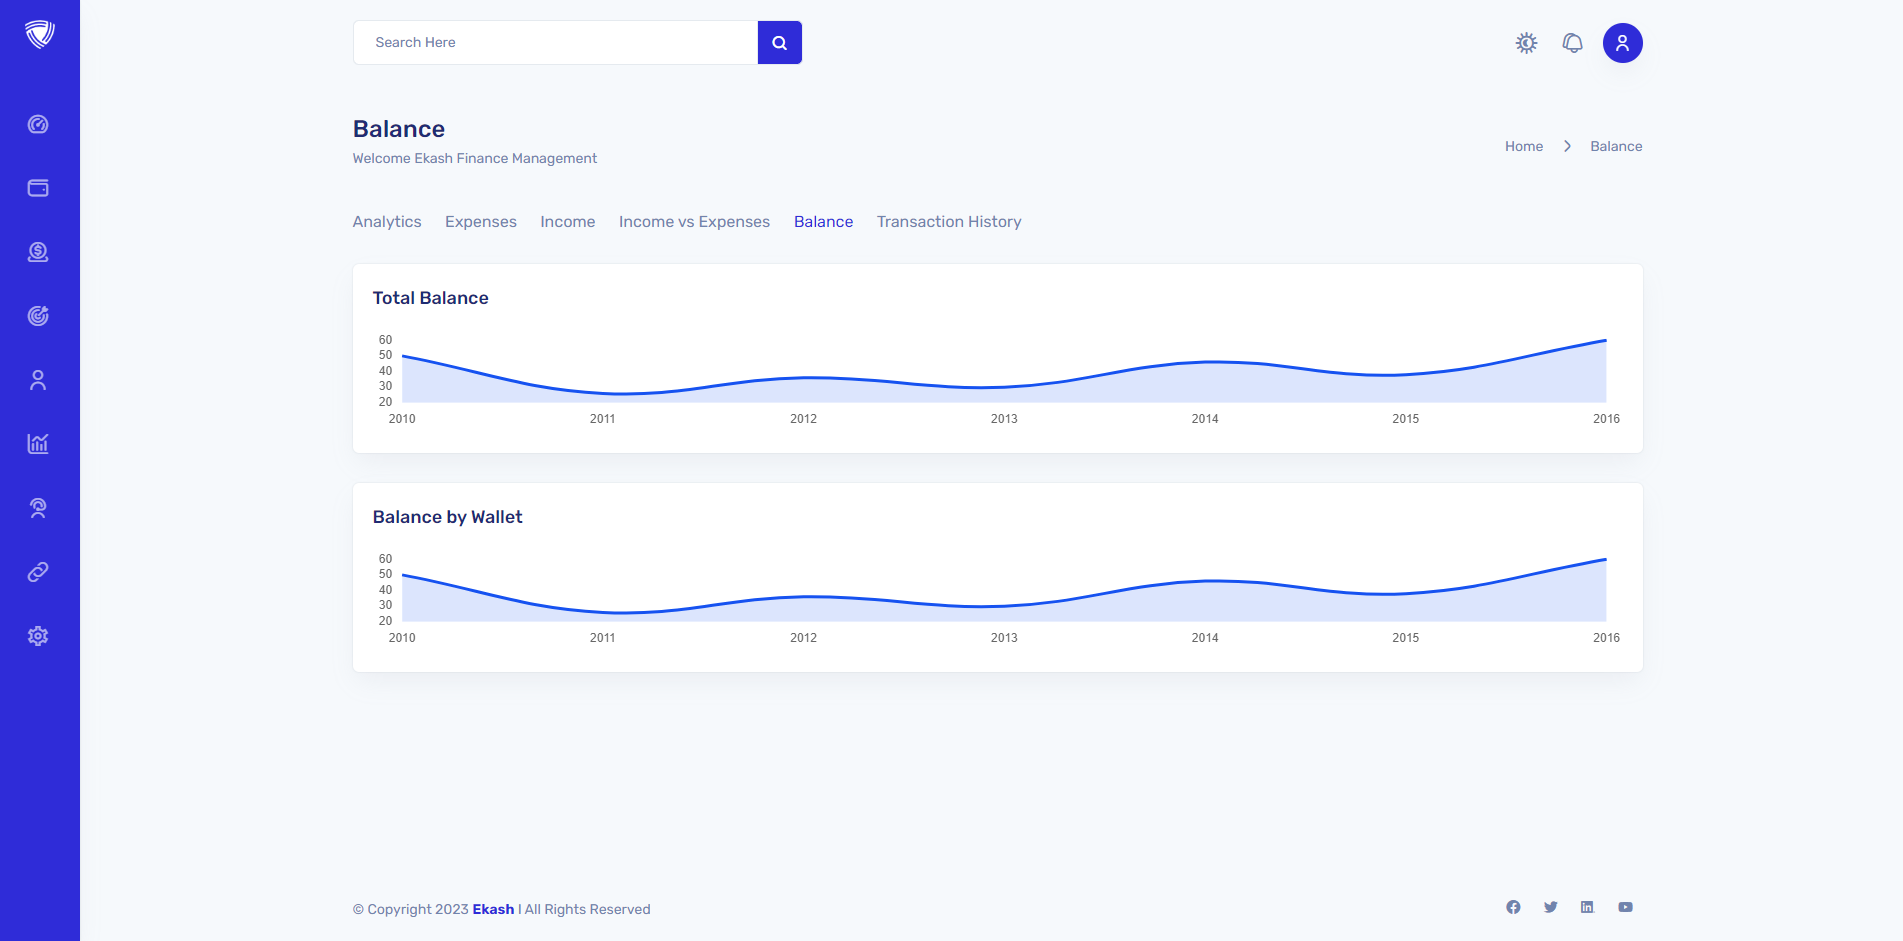 Search Here
Balance
Welcome Ekash Finance Management
Home
Balance
Analytics
Expenses
Income
Income vs Expenses
Balance
Transaction History
Total Balance
60
50
40
30
20
2010
2011
2012
2013
2014
2015
2016
Balance by Wallet
60
50
40
30
20
2010
2011
2012
2013
2014
2015
2016
© Copyright 2023 Ekash I All Rights Reserved